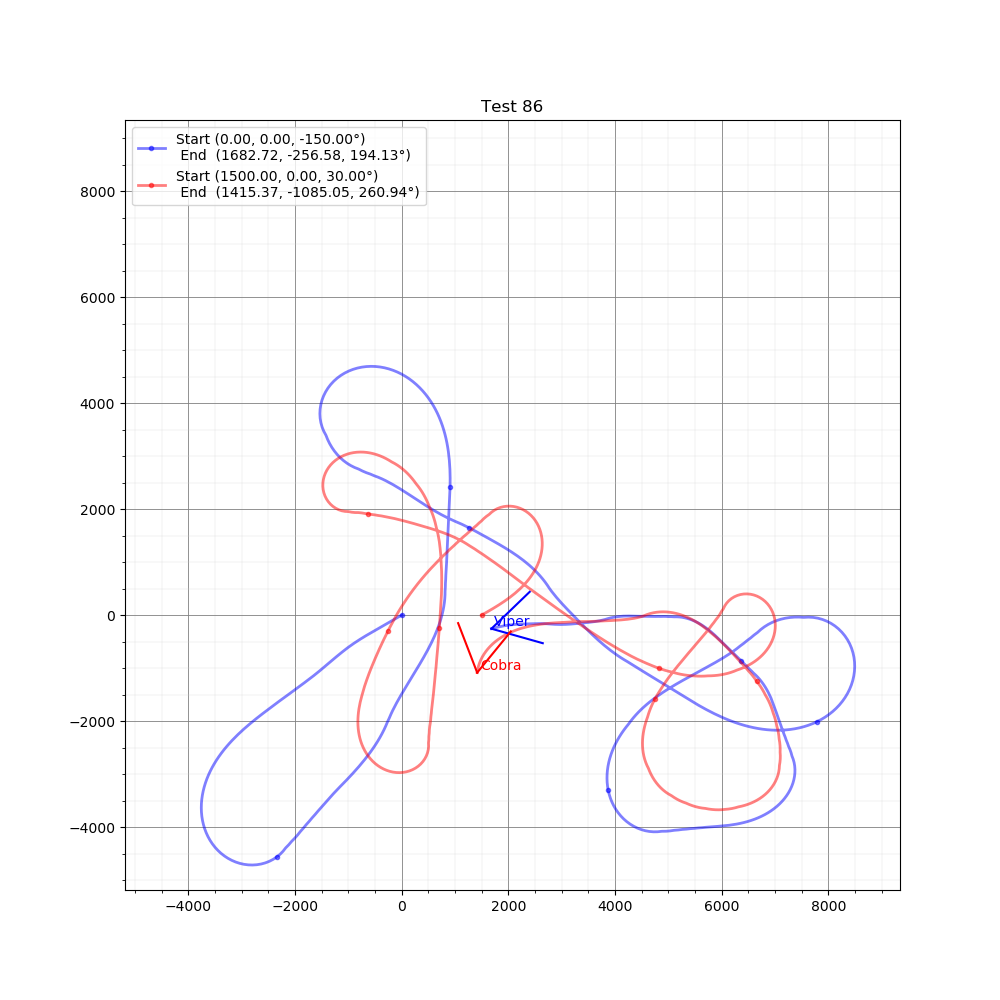 Test 86
Start (0.00, 0.00, -150.00°)
End  (1682.72, -256.58, 194.13°)
Start (1500.00, 0.00, 30.00°)
End  (1415.37, -1085.05, 260.94°)
8000
6000
4000
2000
0
−2000
−4000
Viper
Cobra
−4000 −2000 0 2000 4000 6000 8000